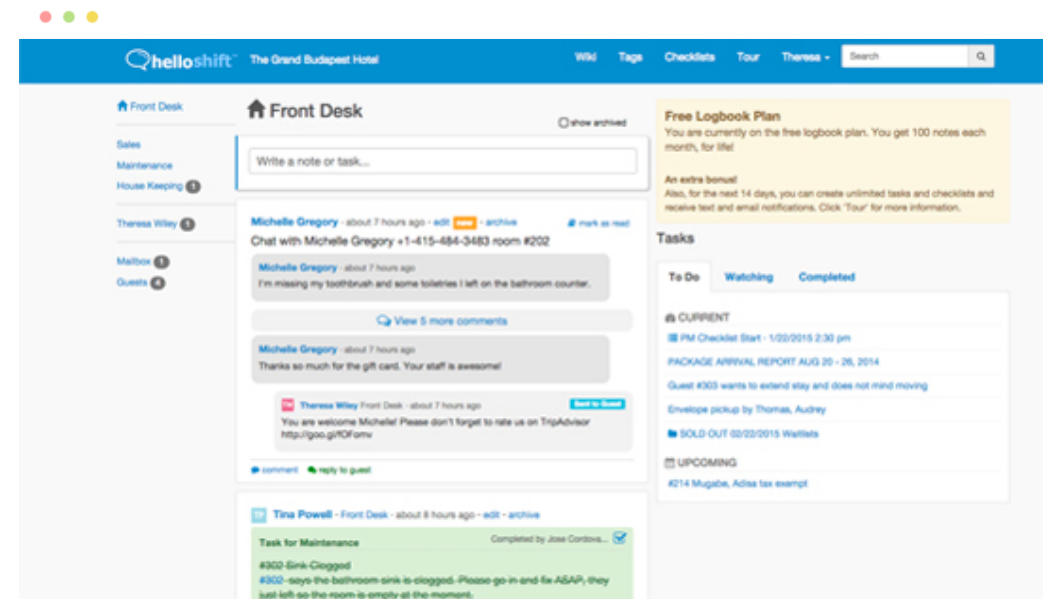 helloshift™ The Grand Budapest Hotel Wiki Tags Checklists Tour Theresa Search
Front Desk
Sales
Maintenance
House Keeping 1
Theresa Wiley 1
Mailbox 1
Guests 4
Front Desk
show archived
Write a note or task...
Michelle Gregory - about 7 hours ago - edit new - archive mark as read
Chat with Michelle Gregory +1-415-484-3483 room #202
Michelle Gregory - about 7 hours ago
I'm missing my toothbrush and some toiletries I left on the bathroom counter.
View 5 more comments
Michelle Gregory - about 7 hours ago
Thanks so much for the gift card. Your staff is awesome!
Theresa Wiley Front Desk - about 7 hours ago Sent to Guest
You are welcome Michelle! Please don't forget to rate us on TripAdvisor
http://goo.gl/fOFomv
comment reply to guest
TP Tina Powell - Front Desk - about 8 hours ago - edit - archive
Task for Maintenance Completed by Jose Cordova...
#302 Sink Clogged
#302 says the bathroom sink is clogged. Please go in and fix ASAP, they
just left so the room is empty at the moment.
Free Logbook Plan
You are currently on the free logbook plan. You get 100 notes each
month, for life!
An extra bonus!
Also, for the next 14 days, you can create unlimited tasks and checklists and
receive text and email notifications. Click 'Tour' for more information.
Tasks
To Do Watching Completed
CURRENT
PM Checklist Start - 1/22/2015 2:30 pm
PACKAGE ARRIVAL REPORT AUG 20 - 26, 2014
Guest #303 wants to extend stay and does not mind moving
Envelope pickup by Thomas, Audrey
SOLD OUT 02/22/2015 Waitlists
UPCOMING
#214 Mugabe, Adisa tax exempt